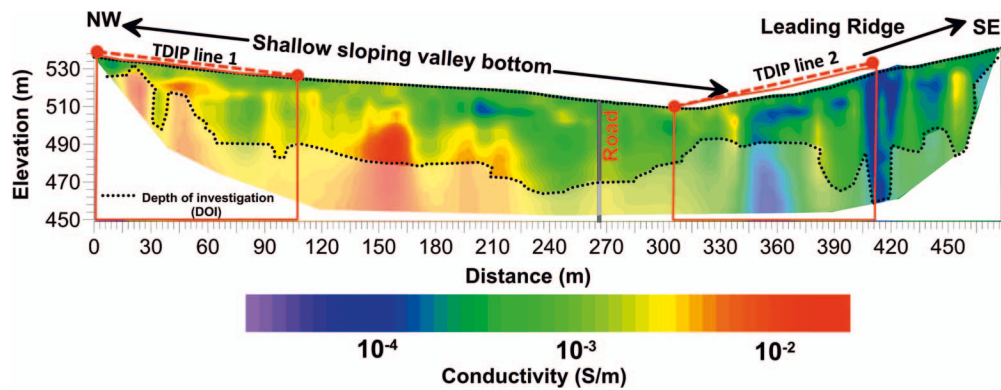 NW
Leading Ridge
SE
TDIP line 1
Shallow sloping valley bottom
TDIP line 2
Elevation (m)
530
510
490
470
450
Road
Depth of investigation
(DOI)
0 30 60 90 120 150 180 210 240 266 300 330 360 390 420 450
Distance (m)
10-4 10-3 10-2
Conductivity (S/m)